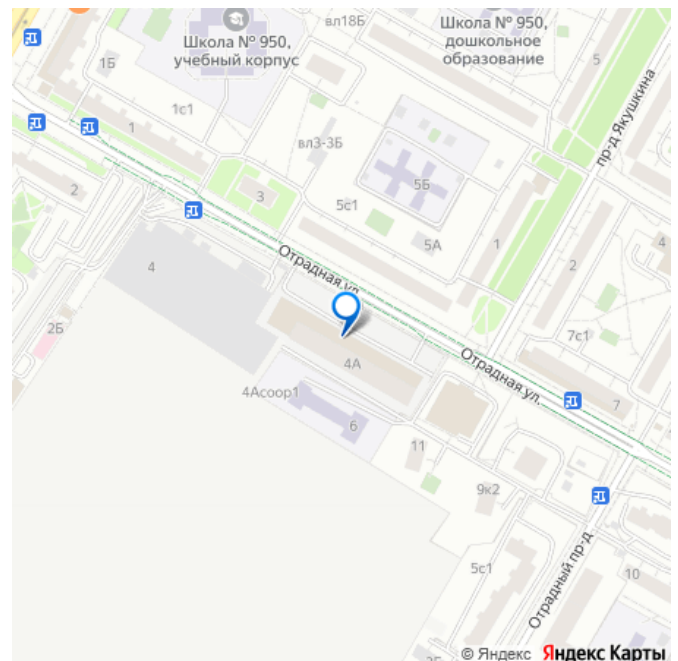 Школа № 950,
учебный корпус
вл18Б
Школа № 950,
дошкольное
образование
5
1Б
1с1
1
вл3-3Б
пр-д Якушкина
5Б
2
3
5с1
5А
1
4
Отрадная ул.
2
4
2Б
7с1
Отрадная ул.
4А
4Асоор1
7
6
11
9к2
5с1
Отрадный пр-д
10
© Яндекс Яндекс Карты